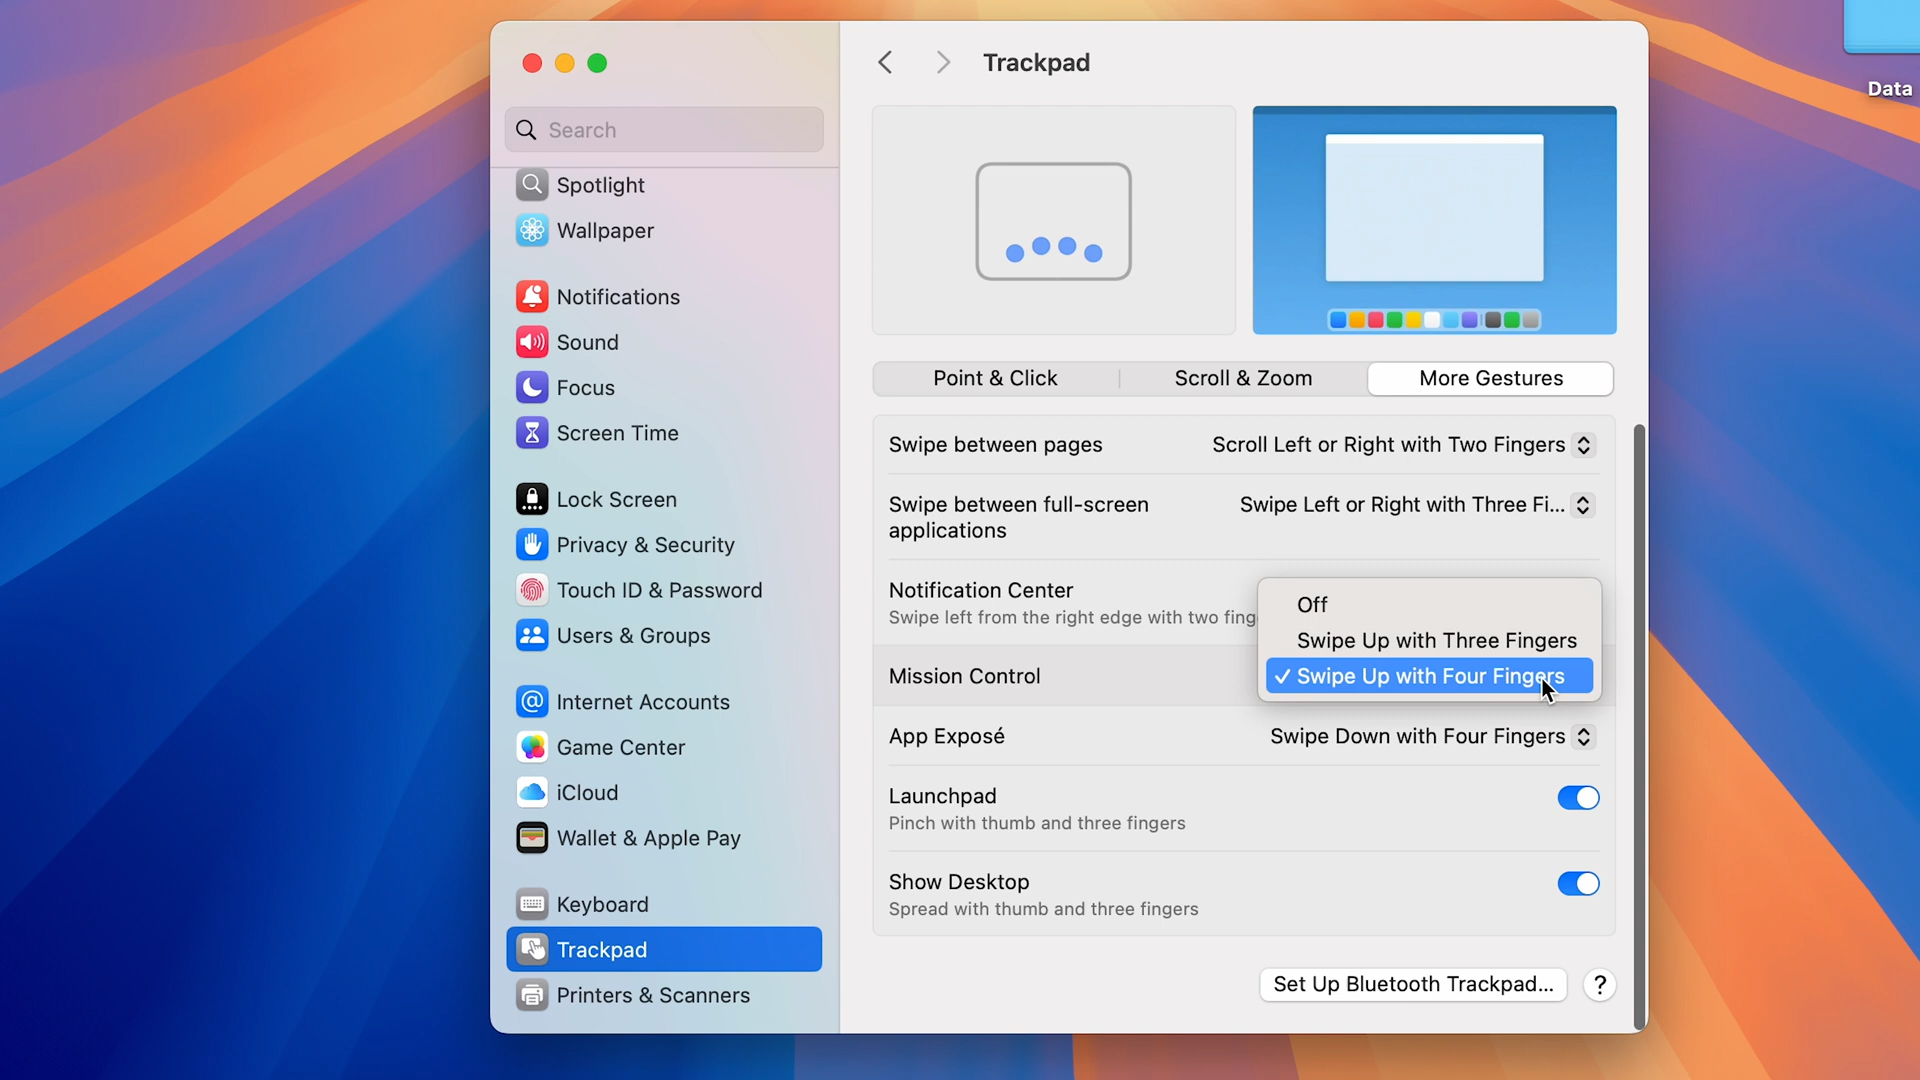 Data
Search
Spotlight
Wallpaper
Notifications
Sound
Focus
Screen Time
Lock Screen
Privacy & Security
Touch ID & Password
Users & Groups
@
Internet Accounts
Game Center
iCloud
Wallet & Apple Pay
Keyboard
Trackpad
Printers & Scanners
Trackpad
Point & Click
Scroll & Zoom
More Gestures
Swipe between pages
Scroll Left or Right with Two Fingers
Swipe between full-screen
applications
Swipe Left or Right with Three Fi...
Notification Center
Swipe left from the right edge with two fing
Off
Swipe Up with Three Fingers
Mission Control
✓ Swipe Up with Four Fingers
App Exposé
Swipe Down with Four Fingers
Launchpad
Pinch with thumb and three fingers
Show Desktop
Spread with thumb and three fingers
Set Up Bluetooth Trackpad...
?